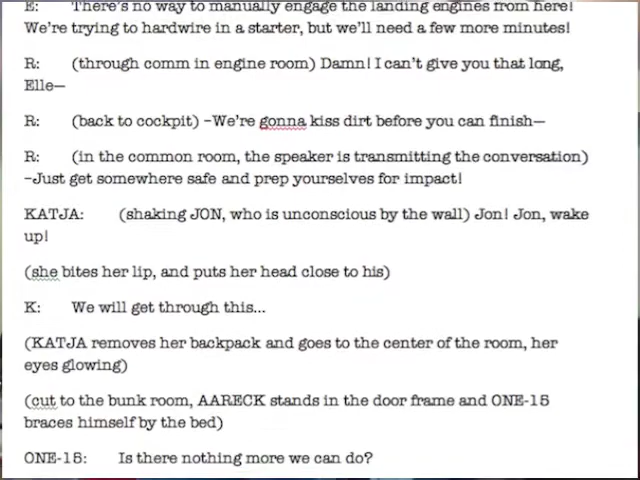 E: There's no way to manually engage the landing engines from here!
We're trying to hardwire in a starter, but we'll need a few more minutes!
R: (through comm in engine room) Damn! I can't give you that long,
Elle—
R: (back to cockpit) –We're gonna kiss dirt before you can finish—
R: (in the common room, the speaker is transmitting the conversation)
–Just get somewhere safe and prep yourselves for impact!
KATJA: (shaking JON, who is unconscious by the wall) Jon! Jon, wake
up!
(she bites her lip, and puts her head close to his)
K: We will get through this…
(KATJA removes her backpack and goes to the center of the room, her
eyes glowing)
(cut to the bunk room, AARECK stands in the door frame and ONE-15
braces himself by the bed)
ONE-15: Is there nothing more we can do?